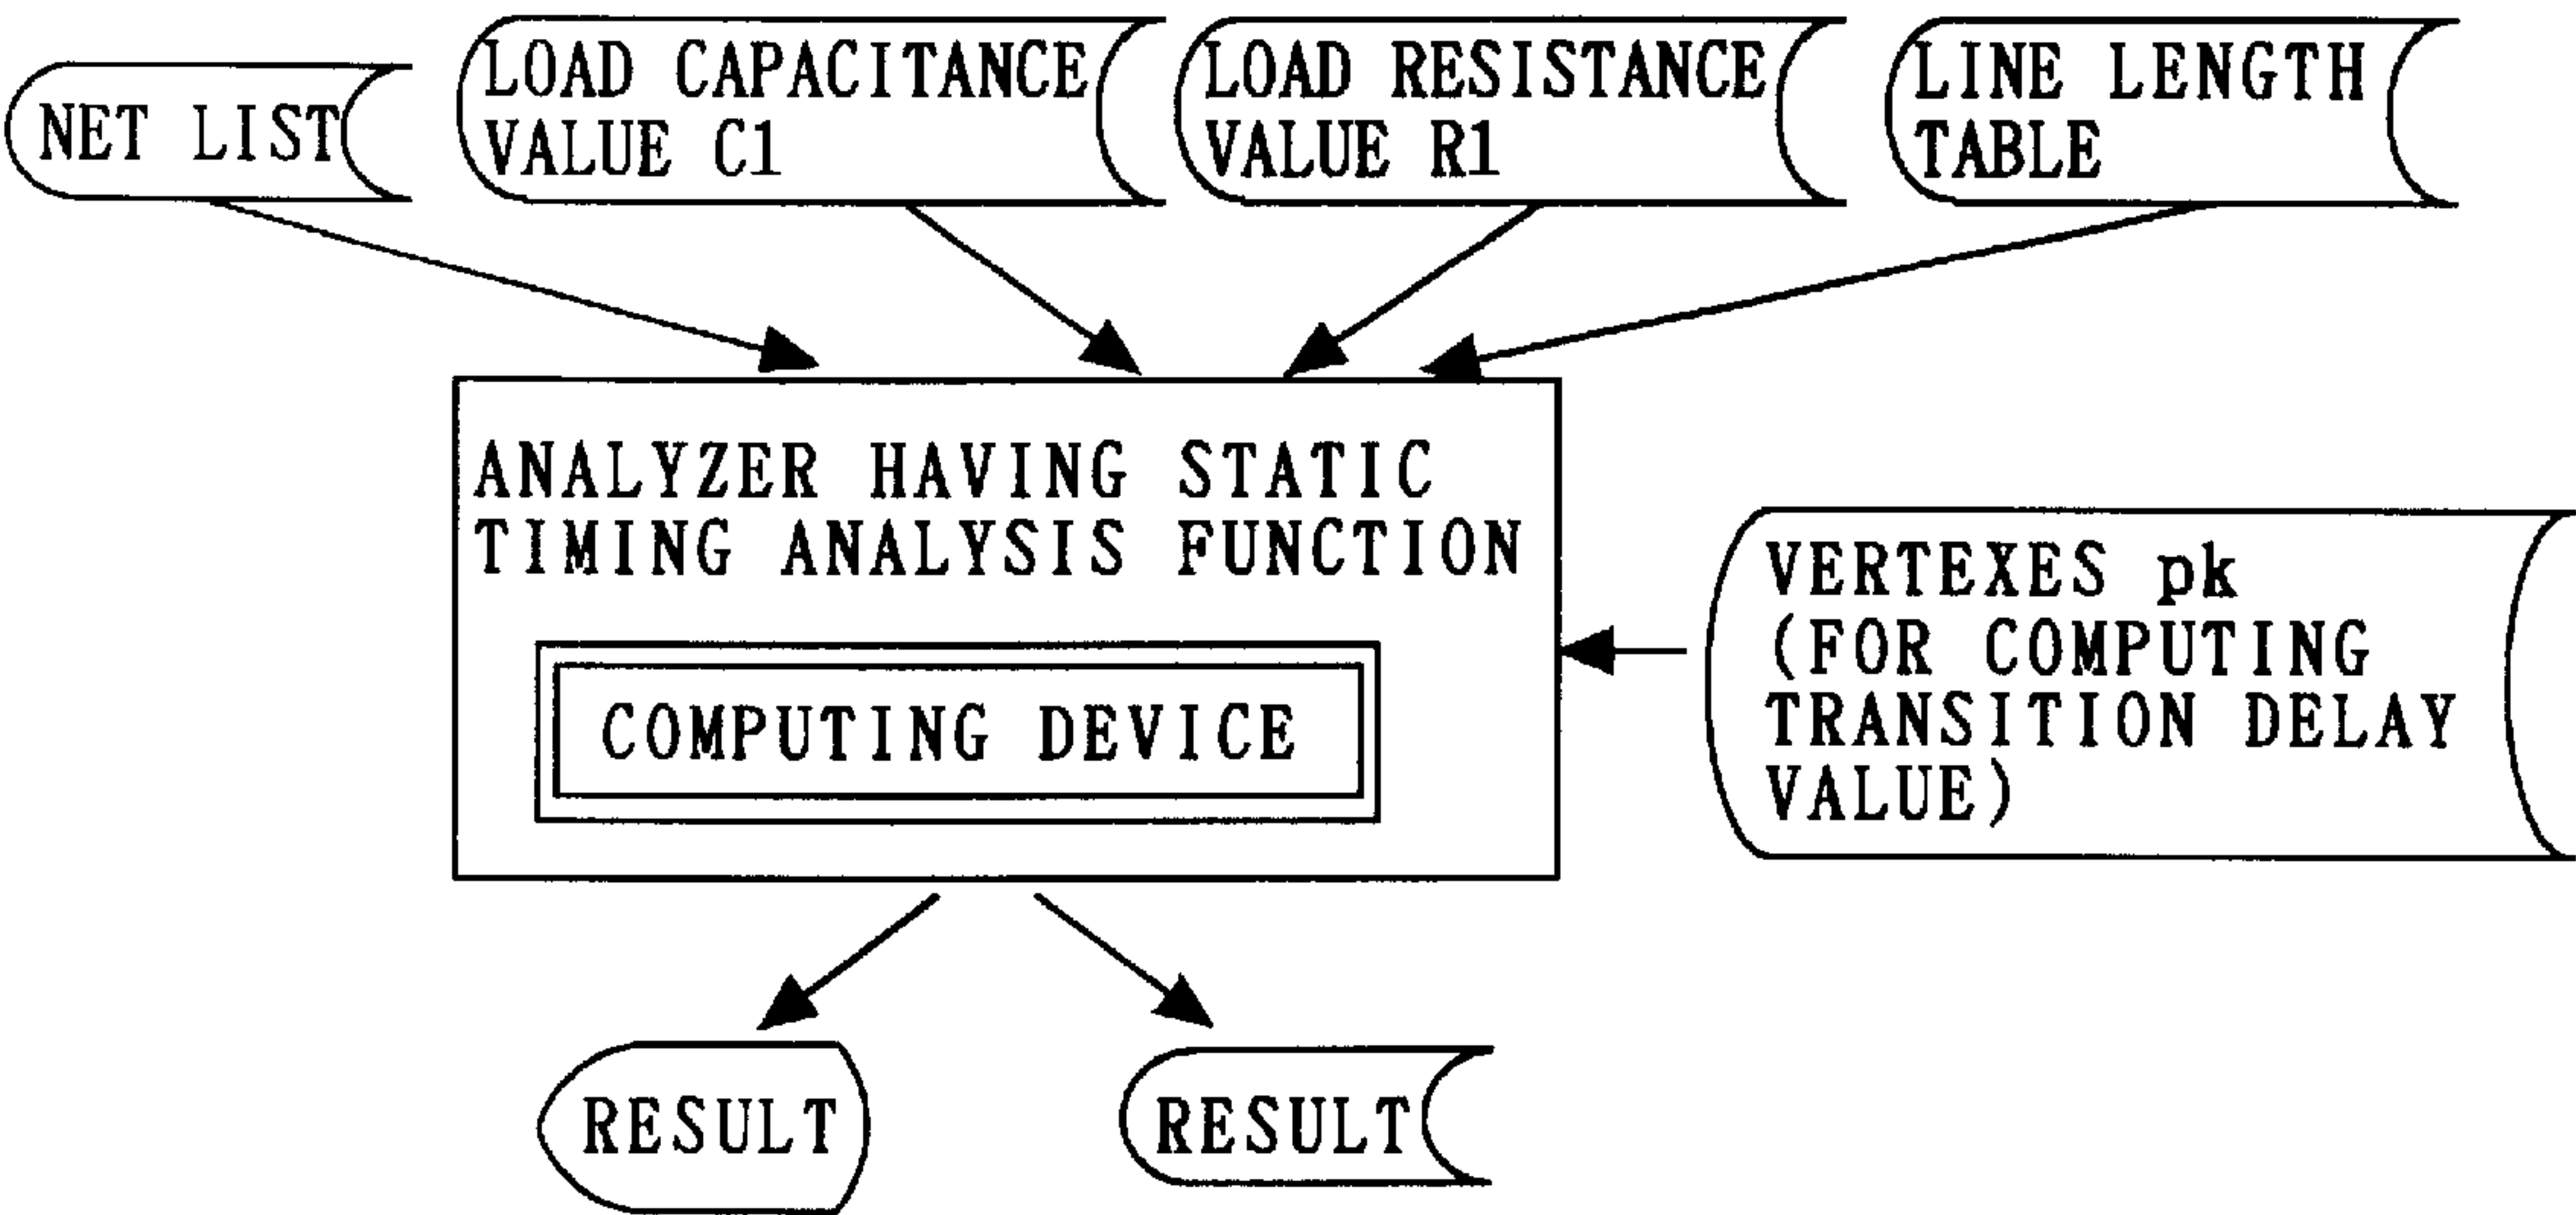 NET LIST
LOAD CAPACITANCE
VALUE C1
LOAD RESISTANCE
VALUE R1
LINE LENGTH
TABLE
ANALYZER HAVING STATIC
TIMING ANALYSIS FUNCTION
COMPUTING DEVICE
VERTEXES pk
(FOR COMPUTING
TRANSITION DELAY
VALUE)
RESULT
RESULT